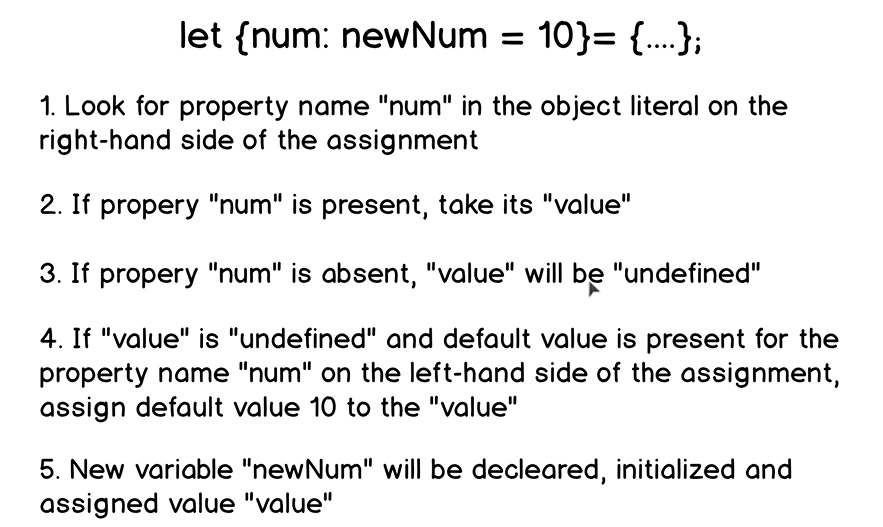 let {num: newNum = 10}= {....};
1. Look for property name "num" in the object literal on the
right-hand side of the assignment
2. If propery "num" is present, take its "value"
3. If propery "num" is absent, "value" will be "undefined"
4. If "value" is "undefined" and default value is present for the
property name "num" on the left-hand side of the assignment,
assign default value 10 to the "value"
5. New variable "newNum" will be decleared, initialized and
assigned value "value"